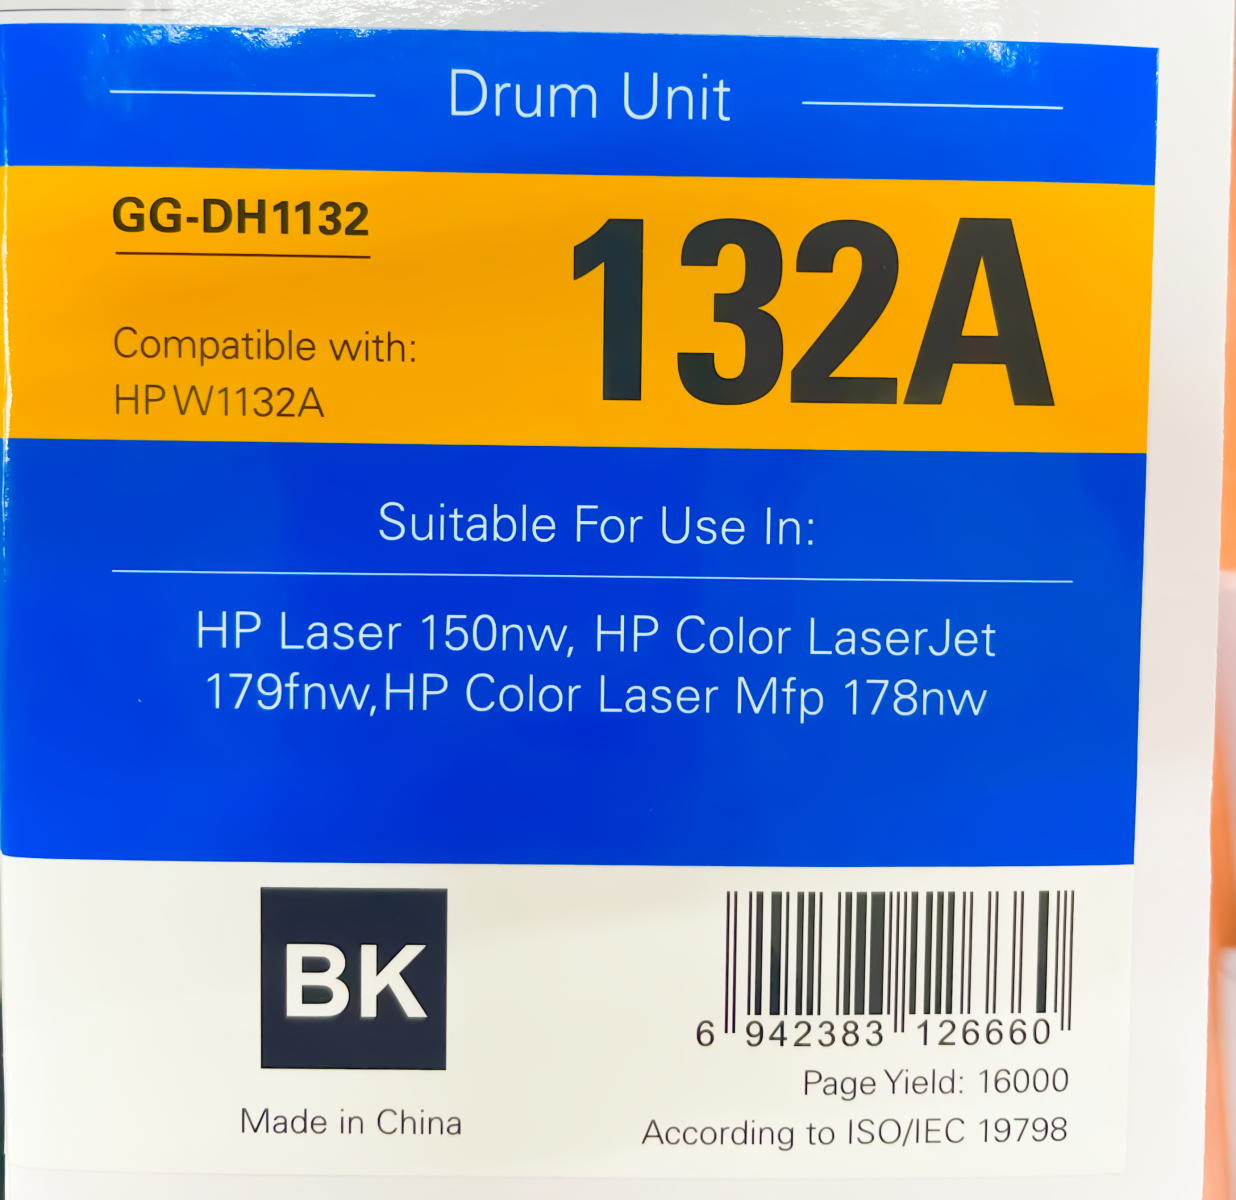 Drum Unit
GG-DH1132
132A
Compatible with:
HP W1132A
Suitable For Use In:
HP Laser 150nw, HP Color LaserJet
179fnw,HP Color Laser Mfp 178nw
BK
Made in China
6 942383 126660
Page Yield: 16000
According to ISO/IEC 19798